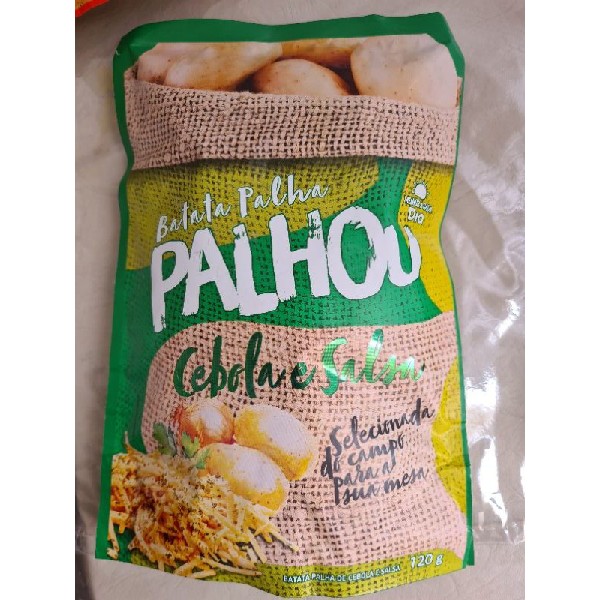 Batata Palha
PALHOU
Cebola e Salsa
Selecionada
do campo
para a
sua mesa
BATATA PALHA DE CEBOLA E SALSA 120 g